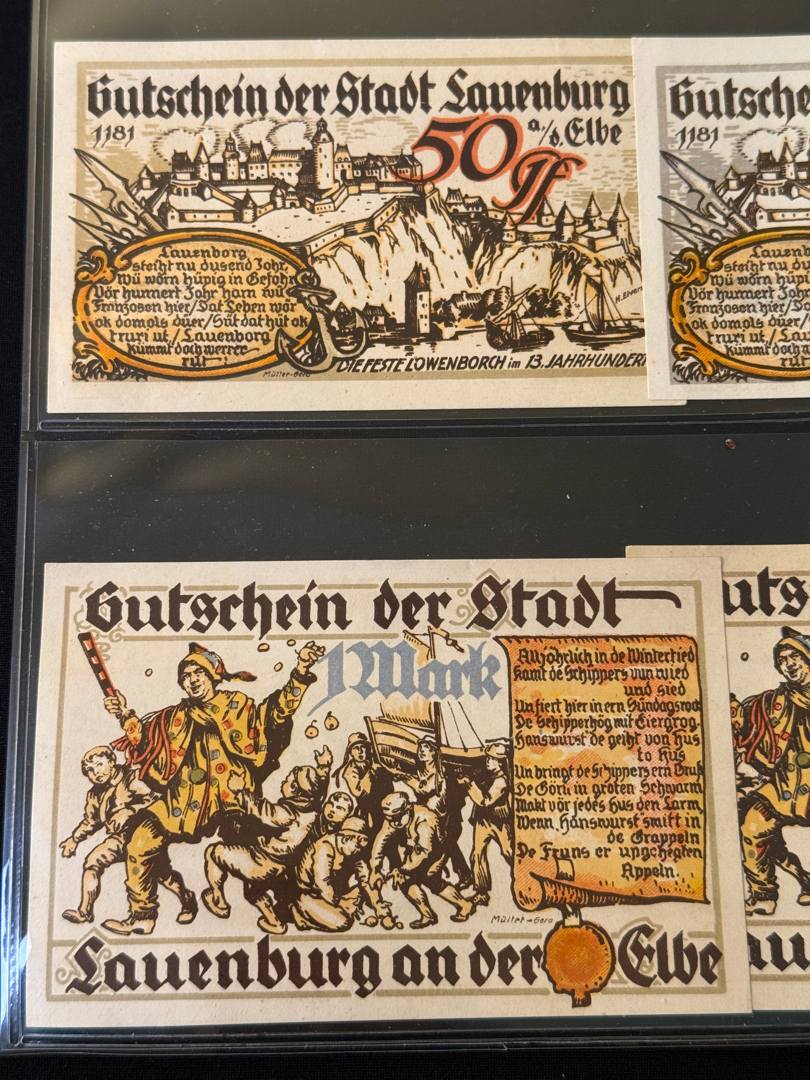 Gutschein der Stadt Lauenburg
a./d. Elbe
1181
50 Pf
Lauenborg
steiht nu dusend Johr,
Wü worn hüpig in Gefohr
Vör hunnert Johr harn wü
Franzosen hier/Dat Leben wör
ok domols düer/Süt dat hüt ok
truri ut,/Lauenborg
kümmt doch werrer
rut!
Müller-Gera
DIE FESTE LÖWENBORCH im 13. JAHRHUNDERT
Gutsche
1181
Gutschein der Stadt
1 Mark
Alljöhrlich in de Wintertied
kamt de Schippers vun wied
und sied
Un fiert hier in ern Sündagsrock
De Schipperhög mit Eiergrog.
Hanswurst de geiht von Hus
to Hus
Un bringt de Schippers ern Gruß
De Görn in groten Schwarm
Makt vör jedes Hus den Larm,
Wenn Hanswurst smitt in
de Grappeln
De Fruns er upgehegten
Appeln.
Müller-Gera
Lauenburg an der Elbe